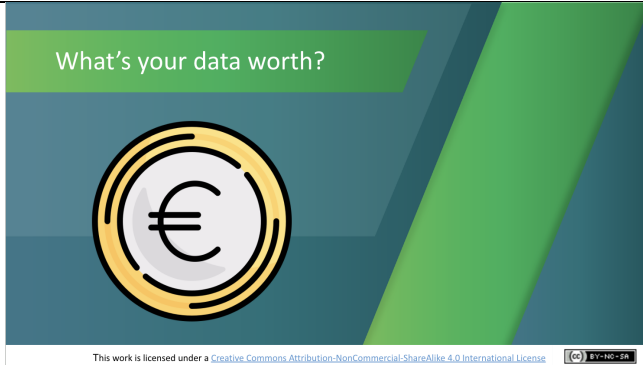 What's your data worth?
€
This work is licensed under a Creative Commons Attribution-NonCommercial-ShareAlike 4.0 International License
(cc) BY-NC-SA